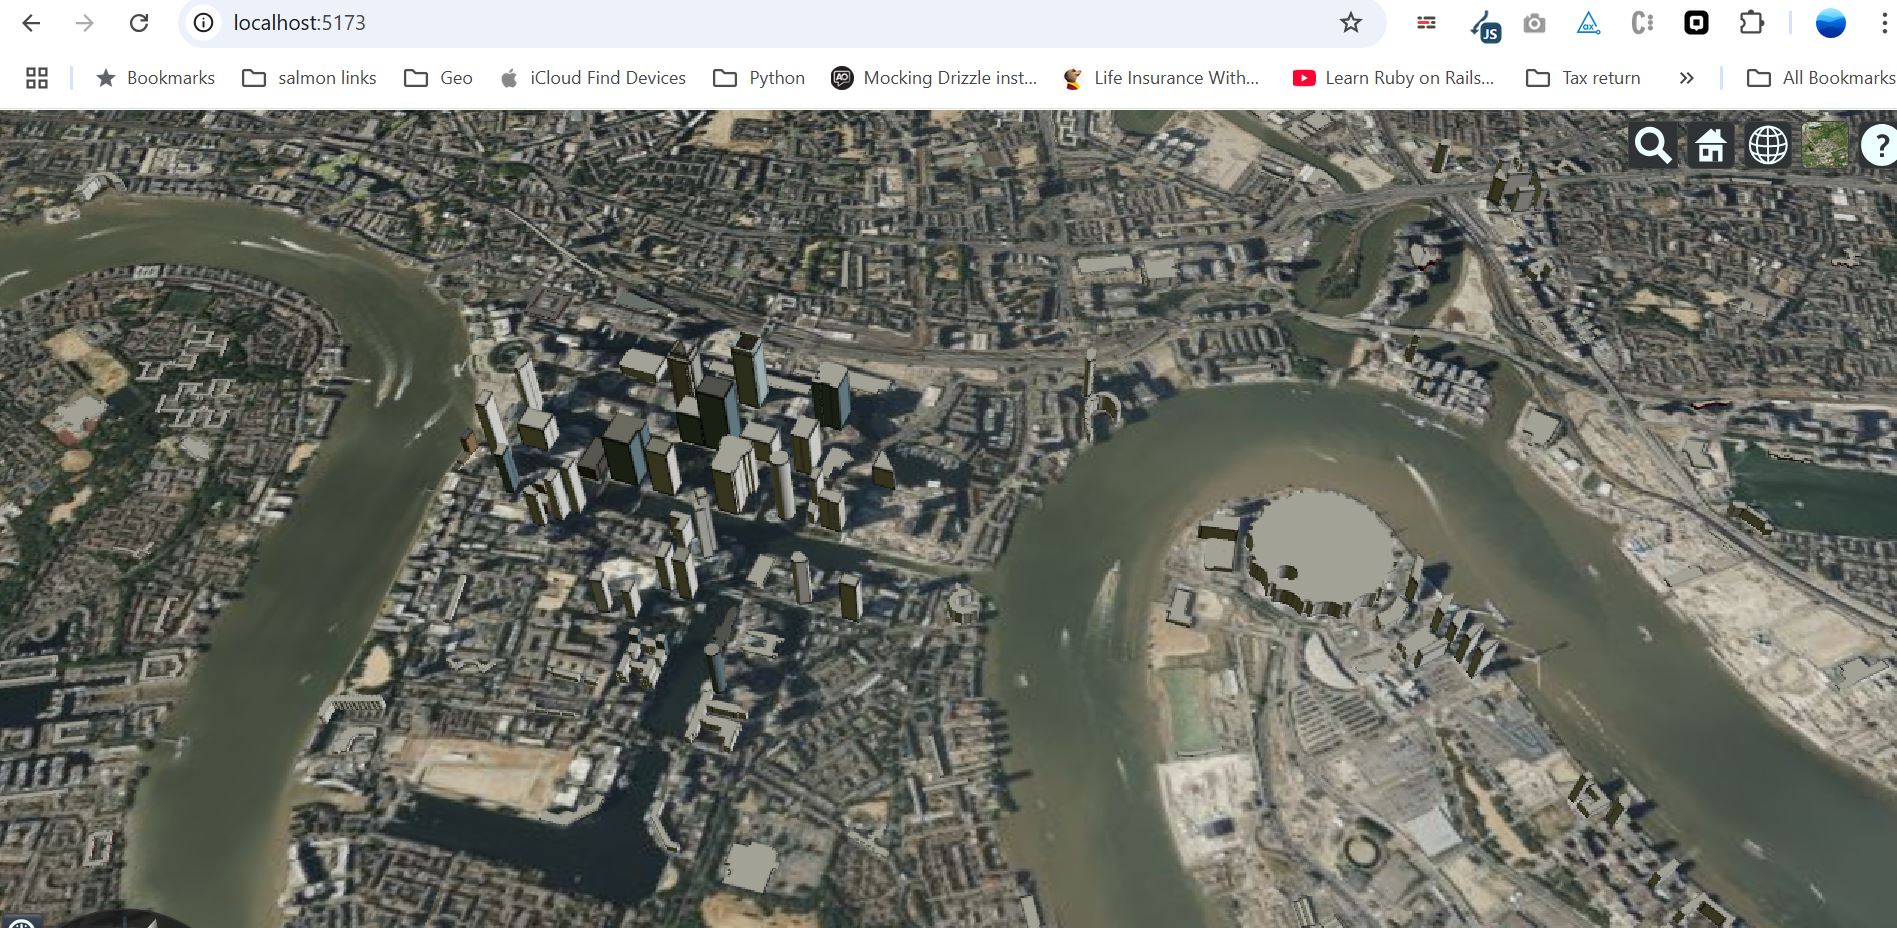 localhost:5173
JS
ax
Bookmarks salmon links Geo iCloud Find Devices Python Mocking Drizzle inst... Life Insurance With... Learn Ruby on Rails... Tax return » All Bookmarks
?